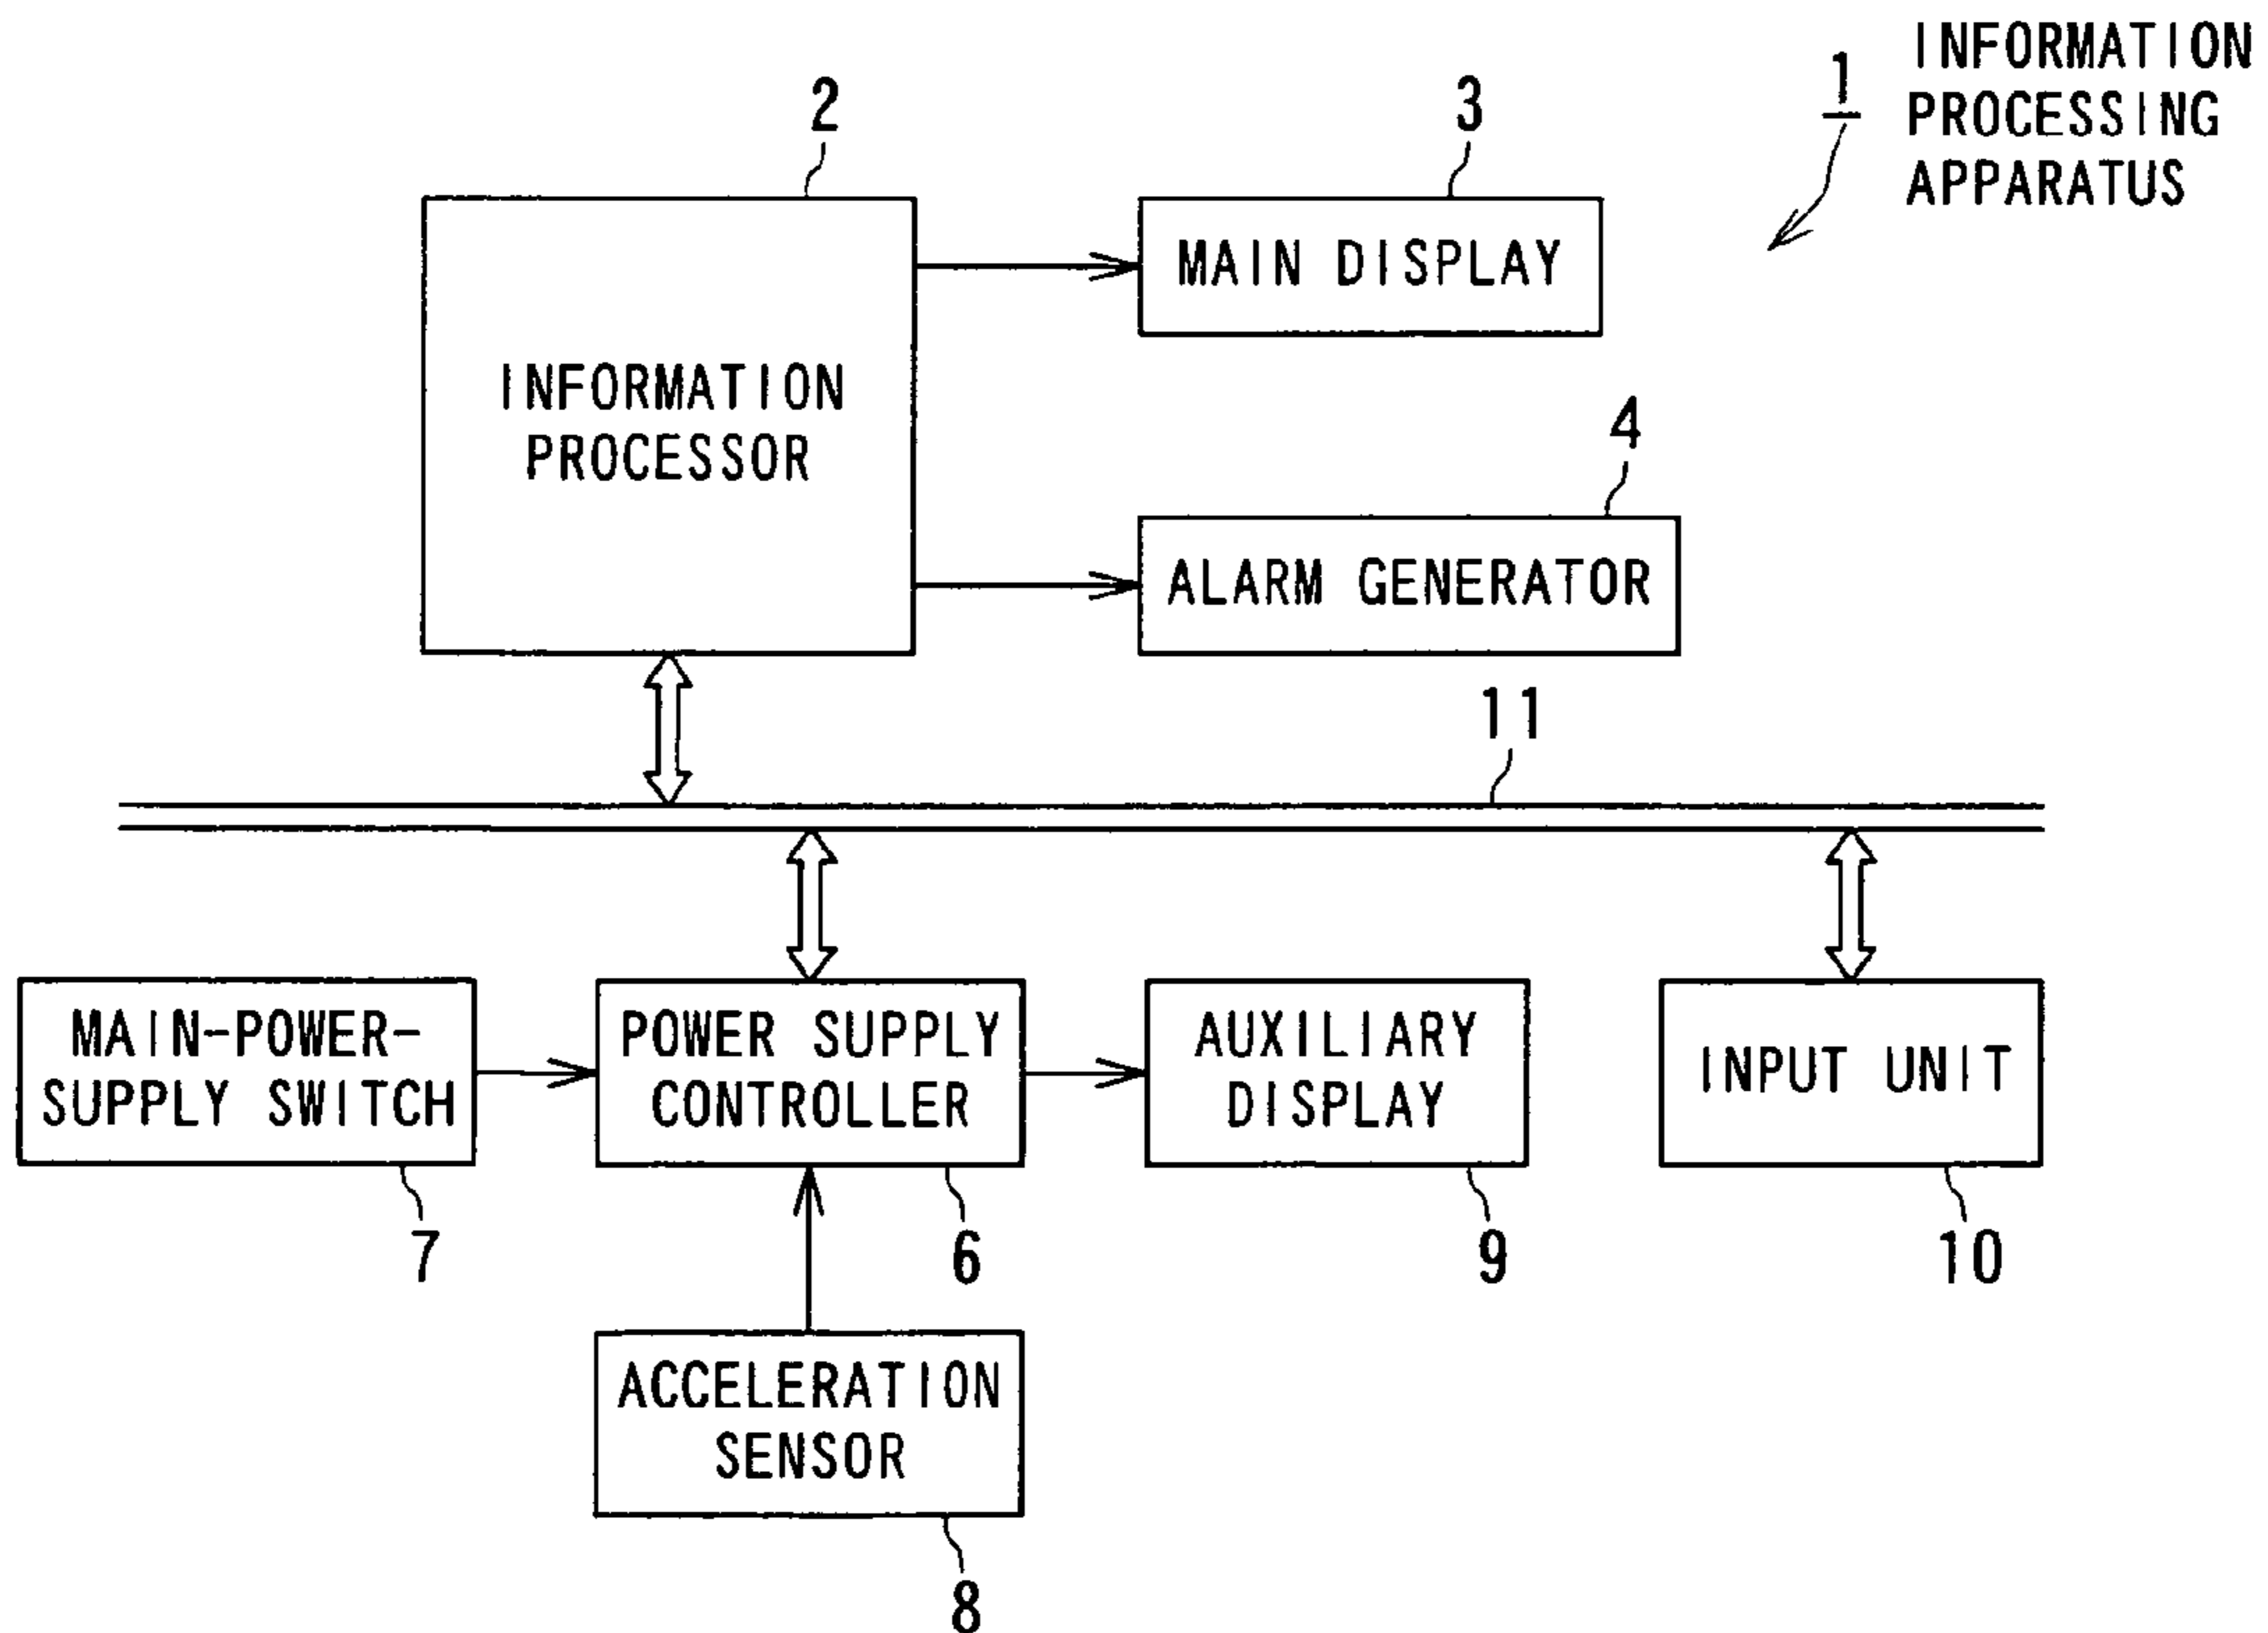 1
INFORMATION
PROCESSING
APPARATUS
2
3
INFORMATION
PROCESSOR
MAIN DISPLAY
4
ALARM GENERATOR
11
MAIN-POWER-
SUPPLY SWITCH
POWER SUPPLY
CONTROLLER
AUXILIARY
DISPLAY
INPUT UNIT
7
6
9
10
ACCELERATION
SENSOR
8